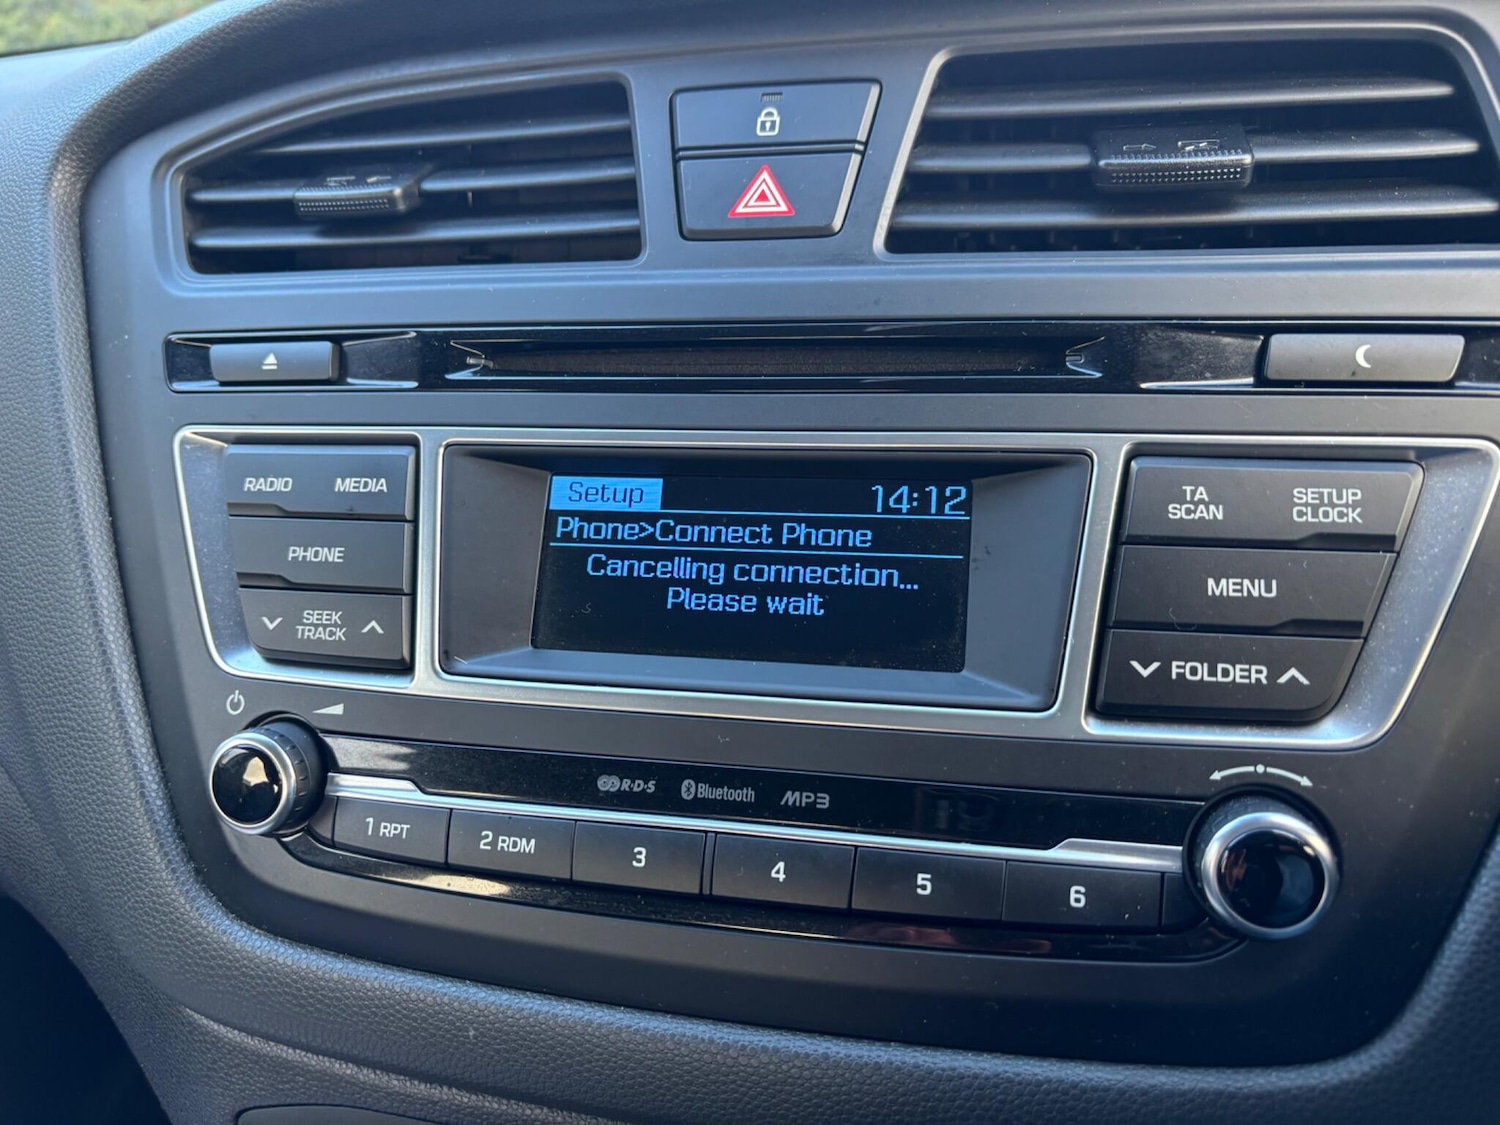 RADIO MEDIA
PHONE
SEEK
TRACK
Setup 14:12
Phone>Connect Phone
Cancelling connection...
Please wait
TA
SCAN
SETUP
CLOCK
MENU
FOLDER
R·D·S Bluetooth MP3
1 RPT 2 RDM 3 4 5 6